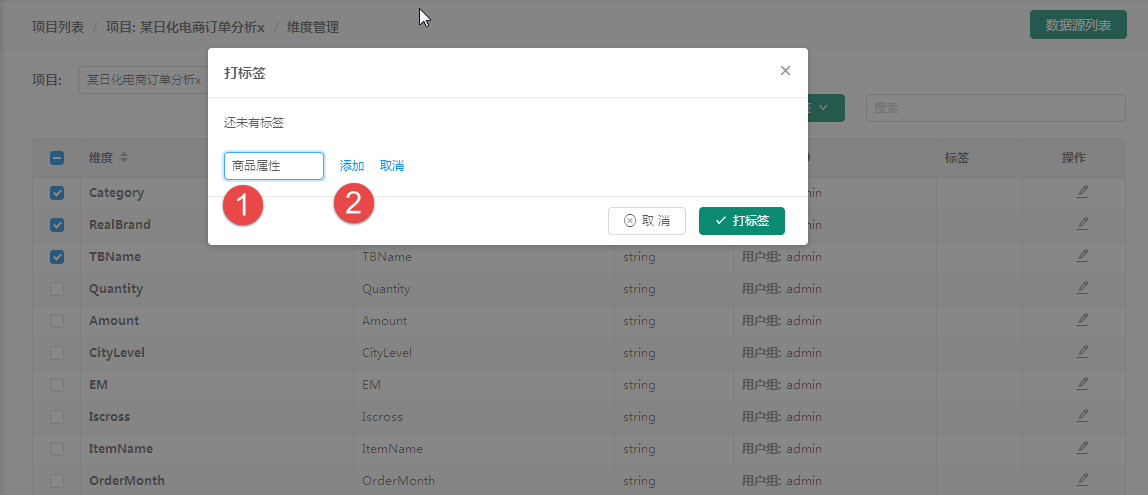 项目列表 / 项目: 某日化电商订单分析x / 维度管理
数据源列表
项目: 某日化电商订单分析x
搜索
打标签
还未有标签
商品属性 添加 取消
1 2
取 消 打标签
维度 标签 操作
Category admin
RealBrand admin
TBName TBName string 用户组: admin
Quantity Quantity string 用户组: admin
Amount Amount string 用户组: admin
CityLevel CityLevel string 用户组: admin
EM EM string 用户组: admin
Iscross Iscross string 用户组: admin
ItemName ItemName string 用户组: admin
OrderMonth OrderMonth string 用户组: admin